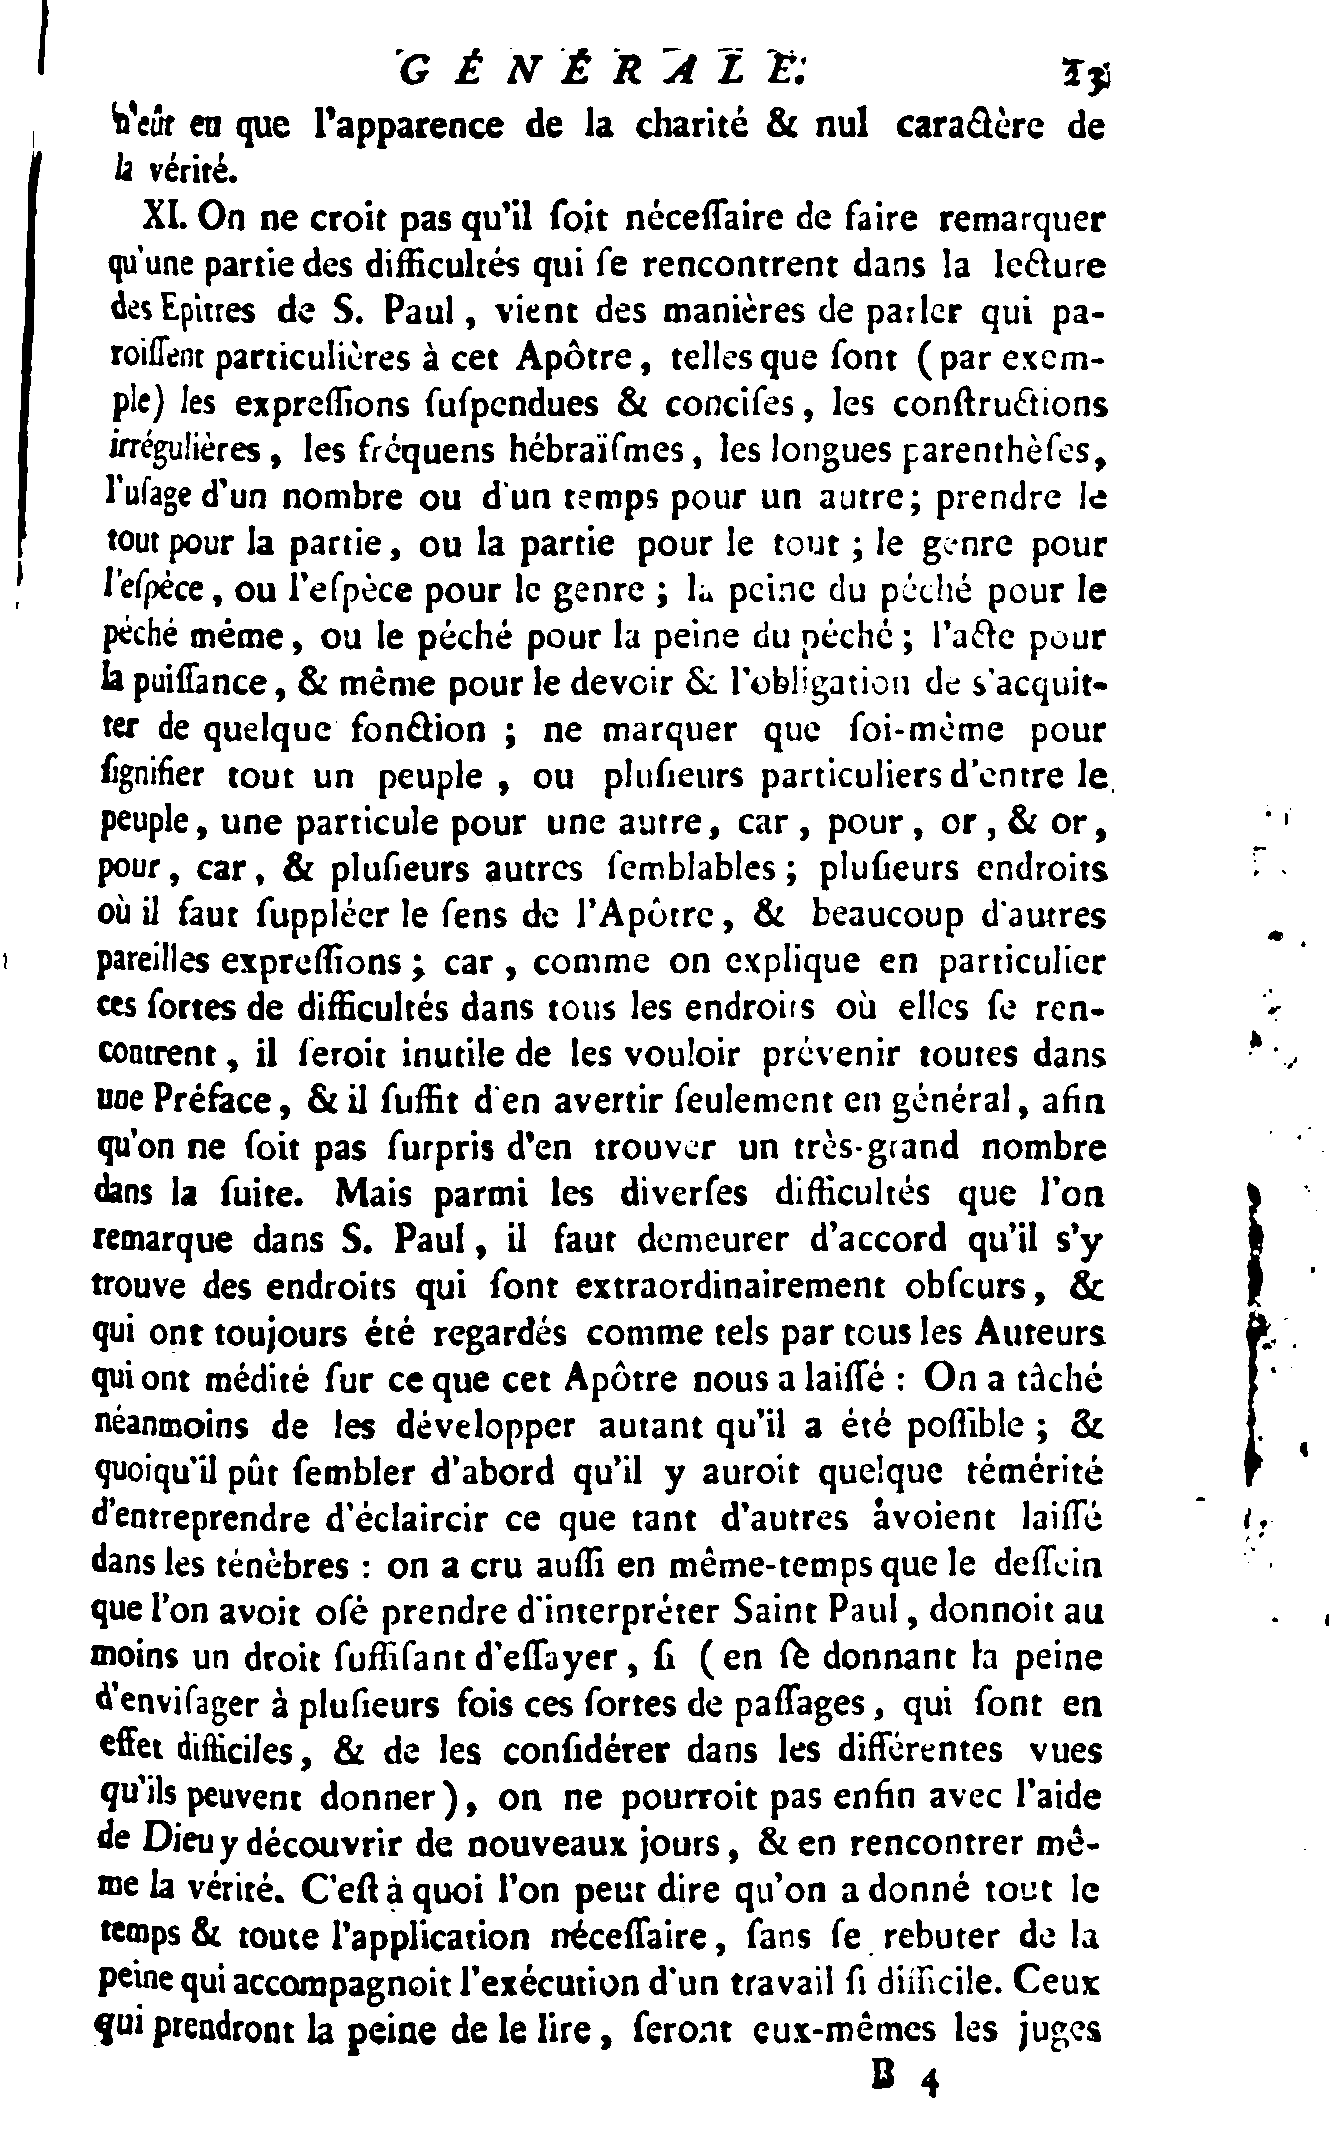 GÉNÉRALE. 23
n'eût eu que l'apparence de la charité & nul caractère de
la vérité.
XI. On ne croit pas qu'il ſoit néceſſaire de faire remarquer
qu'une partie des difficultés qui ſe rencontrent dans la lecture
des Epitres de S. Paul, vient des manières de parler qui pa-
roiſſent particulières à cet Apôtre, telles que ſont (par exem-
ple) les expreſſions ſuſpendues & conciſes, les conſtructions
irrégulières, les fréquens hébraïſmes, les longues parenthèſes,
l'uſage d'un nombre ou d'un temps pour un autre; prendre le
tout pour la partie, ou la partie pour le tout; le genre pour
l'eſpèce, ou l'eſpèce pour le genre; la peine du péché pour le
péché même, ou le péché pour la peine du péché; l'acte pour
la puiſſance, & même pour le devoir & l'obligation de s'acquit-
ter de quelque fonction; ne marquer que ſoi-même pour
ſignifier tout un peuple, ou pluſieurs particuliers d'entre le
peuple, une particule pour une autre, car, pour, or, & or,
pour, car, & pluſieurs autres ſemblables; pluſieurs endroits
où il faut ſuppléer le ſens de l'Apôtre, & beaucoup d'autres
pareilles expreſſions; car, comme on explique en particulier
ces ſortes de difficultés dans tous les endroits où elles ſe ren-
contrent, il ſeroit inutile de les vouloir prévenir toutes dans
une Préface, & il ſuffit d'en avertir ſeulement en général, afin
qu'on ne ſoit pas ſurpris d'en trouver un très-grand nombre
dans la ſuite. Mais parmi les diverſes difficultés que l'on
remarque dans S. Paul, il faut demeurer d'accord qu'il s'y
trouve des endroits qui ſont extraordinairement obſcurs, &
qui ont toujours été regardés comme tels par tous les Auteurs
qui ont médité ſur ce que cet Apôtre nous a laiſſé : On a tâché
néanmoins de les développer autant qu'il a été poſſible; &
quoiqu'il pût ſembler d'abord qu'il y auroit quelque témérité
d'entreprendre d'éclaircir ce que tant d'autres avoient laiſſé
dans les ténèbres : on a cru auſſi en même-temps que le deſſein
que l'on avoit oſé prendre d'interpréter Saint Paul, donnoit au
moins un droit ſuffiſant d'eſſayer, ſi (en ſe donnant la peine
d'enviſager à pluſieurs fois ces ſortes de paſſages, qui ſont en
effet difficiles, & de les conſidérer dans les différentes vues
qu'ils peuvent donner), on ne pourroit pas enfin avec l'aide
de Dieu y découvrir de nouveaux jours, & en rencontrer mê-
me la vérité. C'eſt à quoi l'on peut dire qu'on a donné tout le
temps & toute l'application néceſſaire, ſans ſe rebuter de la
peine qui accompagnoit l'exécution d'un travail ſi difficile. Ceux
qui prendront la peine de le lire, ſeront eux-mêmes les juges
B 4